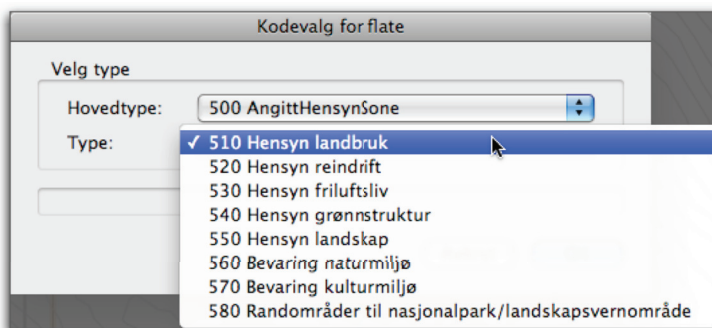 Kodevalg for flate
Velg type
Hovedtype: 500 AngittHensynSone
Type: ✓ 510 Hensyn landbruk
520 Hensyn reindrift
530 Hensyn friluftsliv
540 Hensyn grønnstruktur
550 Hensyn landskap
560 Bevaring naturmiljø
570 Bevaring kulturmiljø
580 Randområder til nasjonalpark/landskapsvernområde